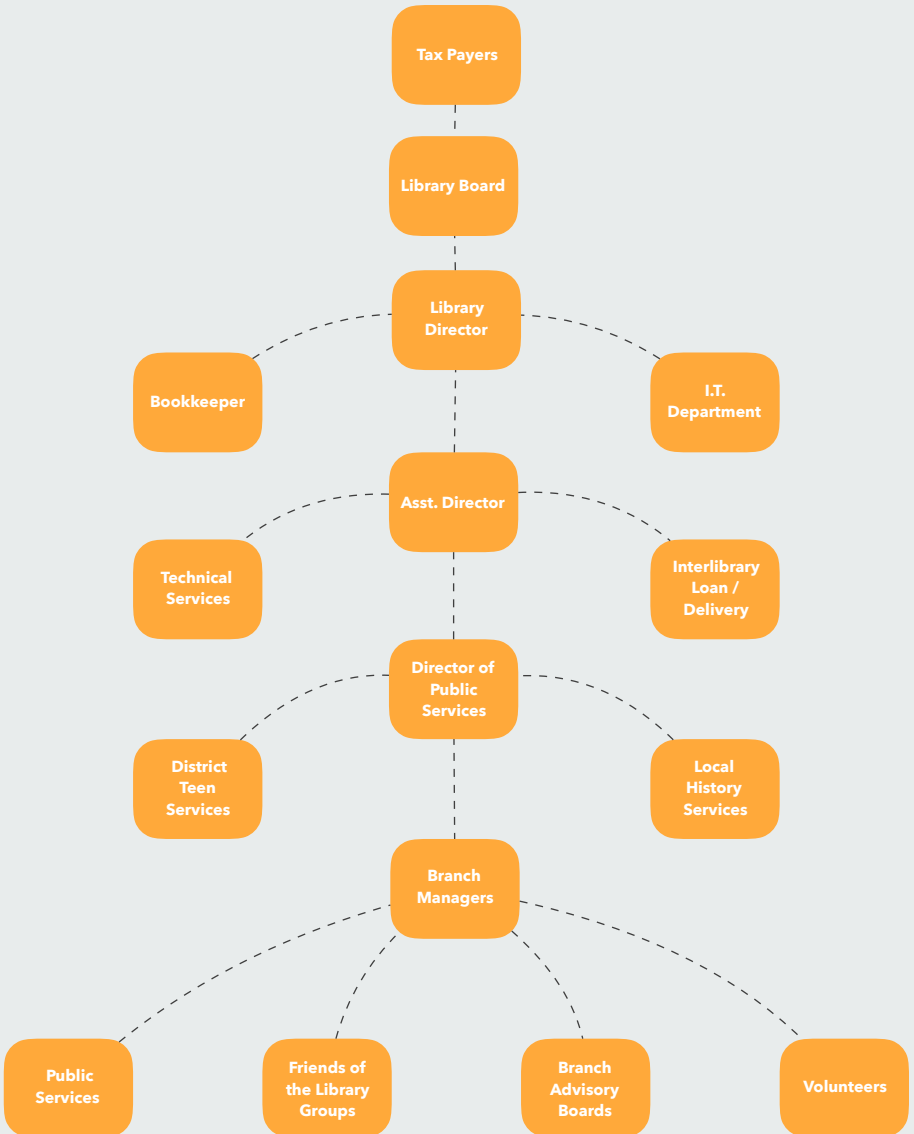 Tax Payers
Library Board
Library
Director
Bookkeeper
I.T.
Department
Asst. Director
Technical
Services
Interlibrary
Loan /
Delivery
Director of
Public
Services
District
Teen
Services
Local
History
Services
Branch
Managers
Public
Services
Friends of
the Library
Groups
Branch
Advisory
Boards
Volunteers